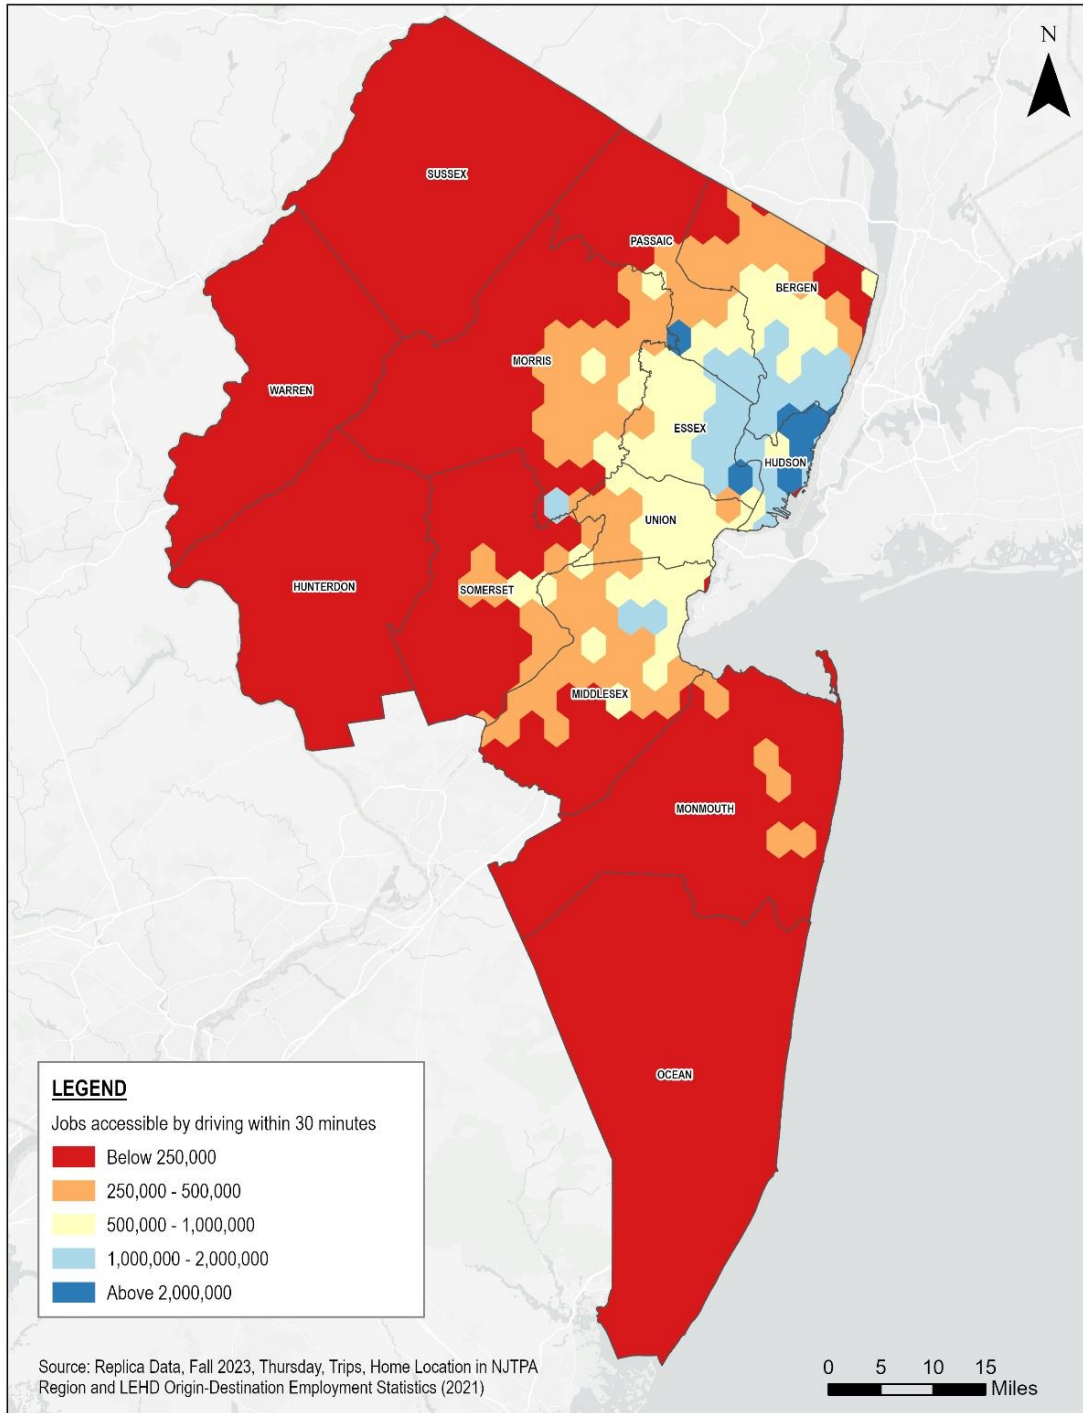 N
SUSSEX
PASSAIC
BERGEN
MORRIS
WARREN
ESSEX
HUDSON
UNION
HUNTERDON
SOMERSET
MIDDLESEX
MONMOUTH
OCEAN
LEGEND
Jobs accessible by driving within 30 minutes
Below 250,000
250,000 - 500,000
500,000 - 1,000,000
1,000,000 - 2,000,000
Above 2,000,000
Source: Replica Data, Fall 2023, Thursday, Trips, Home Location in NJTPA
Region and LEHD Origin-Destination Employment Statistics (2021)
0 5 10 15
Miles